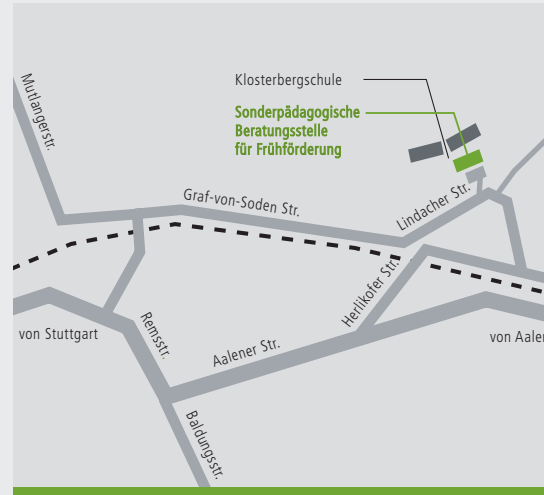 Mutlangerstr.
Klosterbergschule
Sonderpädagogische
Beratungsstelle
für Frühförderung
Graf-von-Soden Str.
Lindacher Str.
Herlikofer Str.
von Stuttgart
Remsstr.
Aalener Str.
von Aalen
Baldungsstr.